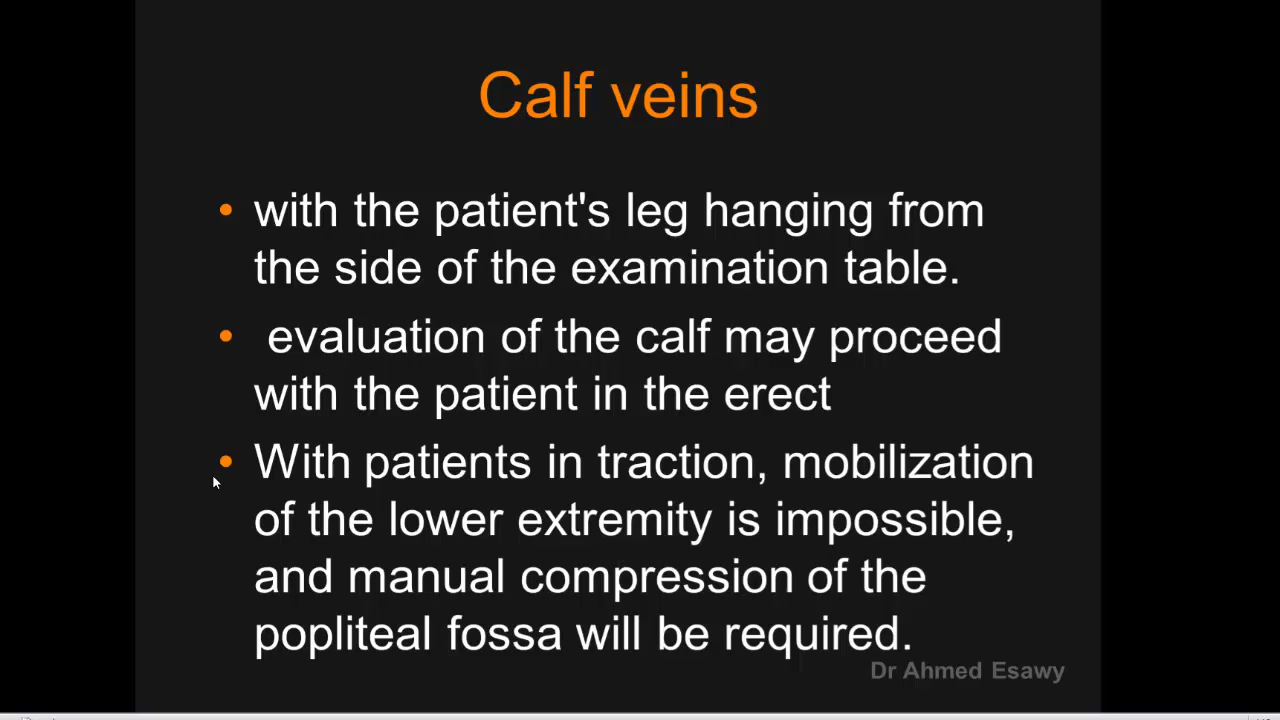 Calf veins
• with the patient's leg hanging from
the side of the examination table.
• evaluation of the calf may proceed
with the patient in the erect
• With patients in traction, mobilization
of the lower extremity is impossible,
and manual compression of the
popliteal fossa will be required.
Dr Ahmed Esawy